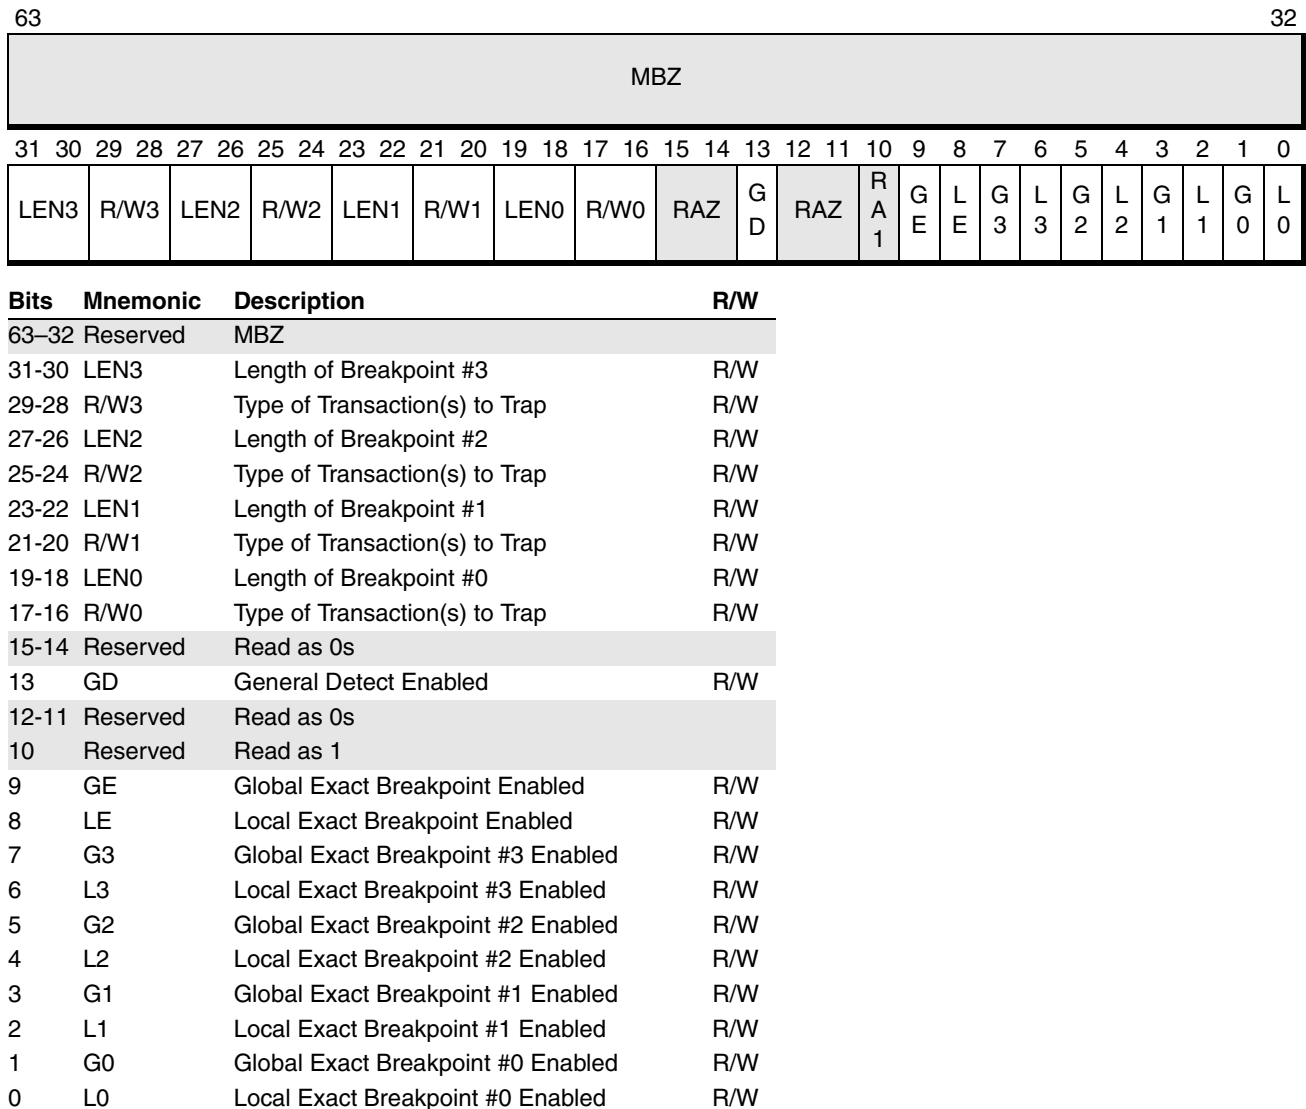 63 32
MBZ
31 30 29 28 27 26 25 24 23 22 21 20 19 18 17 16 15 14 13 12 11 10 9 8 7 6 5 4 3 2 1 0
LEN3 R/W3 LEN2 R/W2 LEN1 R/W1 LEN0 R/W0 RAZ GD RAZ RA1 GE LE G3 L3 G2 L2 G1 L1 G0 L0
Bits Mnemonic Description R/W
63–32 Reserved MBZ
31-30 LEN3 Length of Breakpoint #3 R/W
29-28 R/W3 Type of Transaction(s) to Trap R/W
27-26 LEN2 Length of Breakpoint #2 R/W
25-24 R/W2 Type of Transaction(s) to Trap R/W
23-22 LEN1 Length of Breakpoint #1 R/W
21-20 R/W1 Type of Transaction(s) to Trap R/W
19-18 LEN0 Length of Breakpoint #0 R/W
17-16 R/W0 Type of Transaction(s) to Trap R/W
15-14 Reserved Read as 0s
13 GD General Detect Enabled R/W
12-11 Reserved Read as 0s
10 Reserved Read as 1
9 GE Global Exact Breakpoint Enabled R/W
8 LE Local Exact Breakpoint Enabled R/W
7 G3 Global Exact Breakpoint #3 Enabled R/W
6 L3 Local Exact Breakpoint #3 Enabled R/W
5 G2 Global Exact Breakpoint #2 Enabled R/W
4 L2 Local Exact Breakpoint #2 Enabled R/W
3 G1 Global Exact Breakpoint #1 Enabled R/W
2 L1 Local Exact Breakpoint #1 Enabled R/W
1 G0 Global Exact Breakpoint #0 Enabled R/W
0 L0 Local Exact Breakpoint #0 Enabled R/W